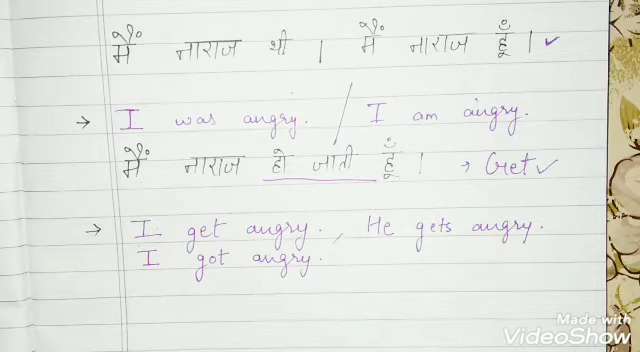 मैं नाराज थी | मैं नाराज हूँ | ✓
→ I was angry. / I am angry.
मैं नाराज हो जाती हूँ | → Get ✓
→ I get angry. / He gets angry.
I got angry.
Made with
VideoShow